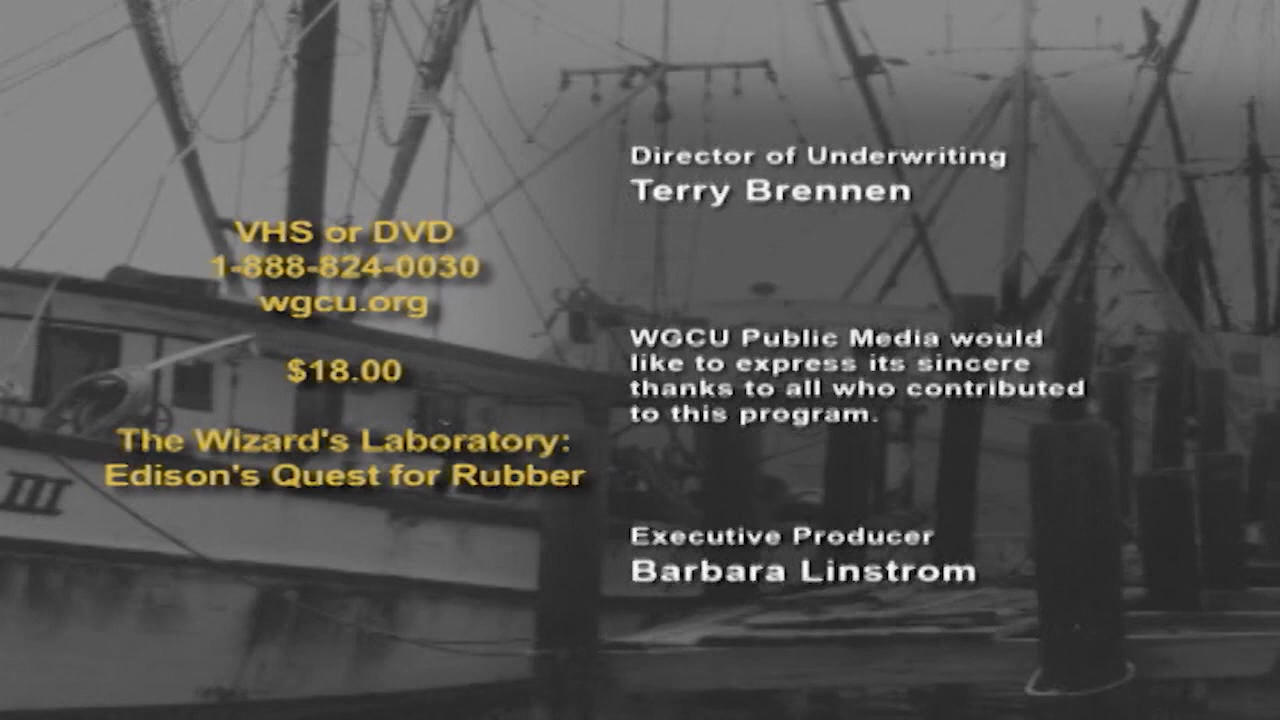 VHS or DVD
1-888-824-0030
wgcu.org
$18.00
The Wizard's Laboratory:
Edison's Quest for Rubber
III
Director of Underwriting
Terry Brennen
WGCU Public Media would
like to express its sincere
thanks to all who contributed
to this program.
Executive Producer
Barbara Linstrom